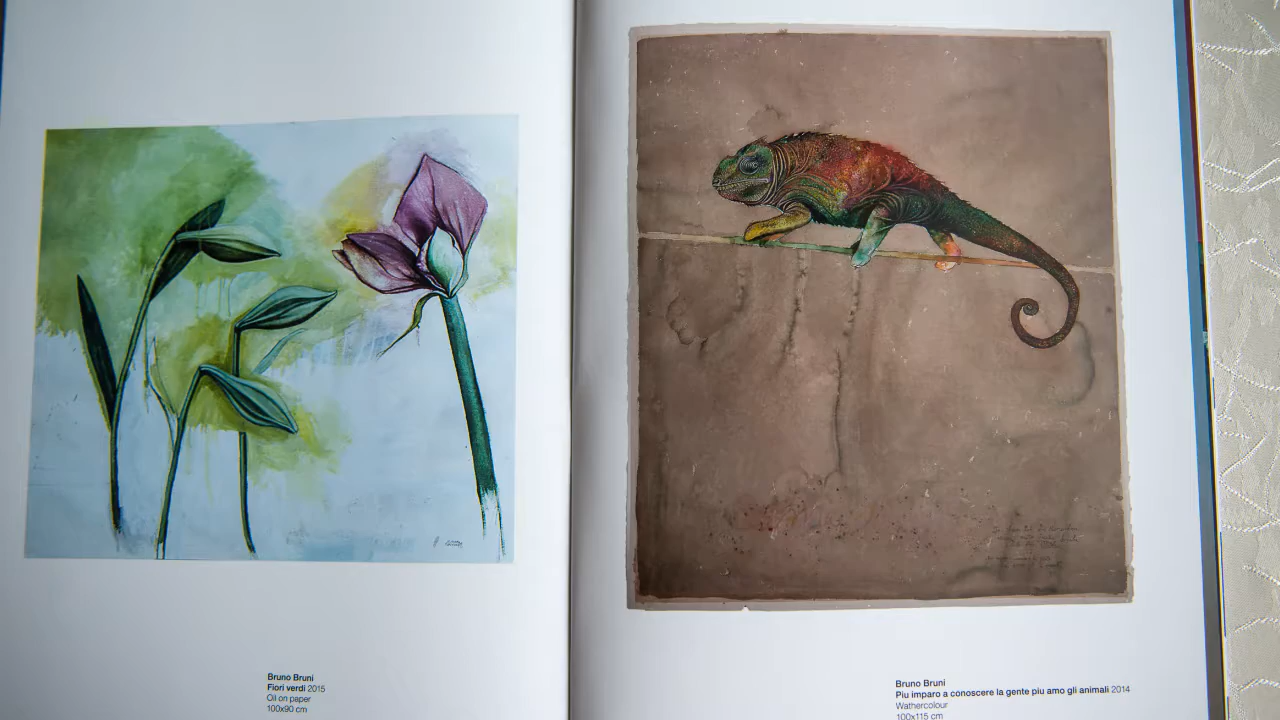 Bruno Bruni
Fiori verdi 2015
Oil on paper
100x90 cm
Bruno Bruni
Piu imparo a conoscere la gente piu amo gli animali 2014
Wathercolour
100x115 cm